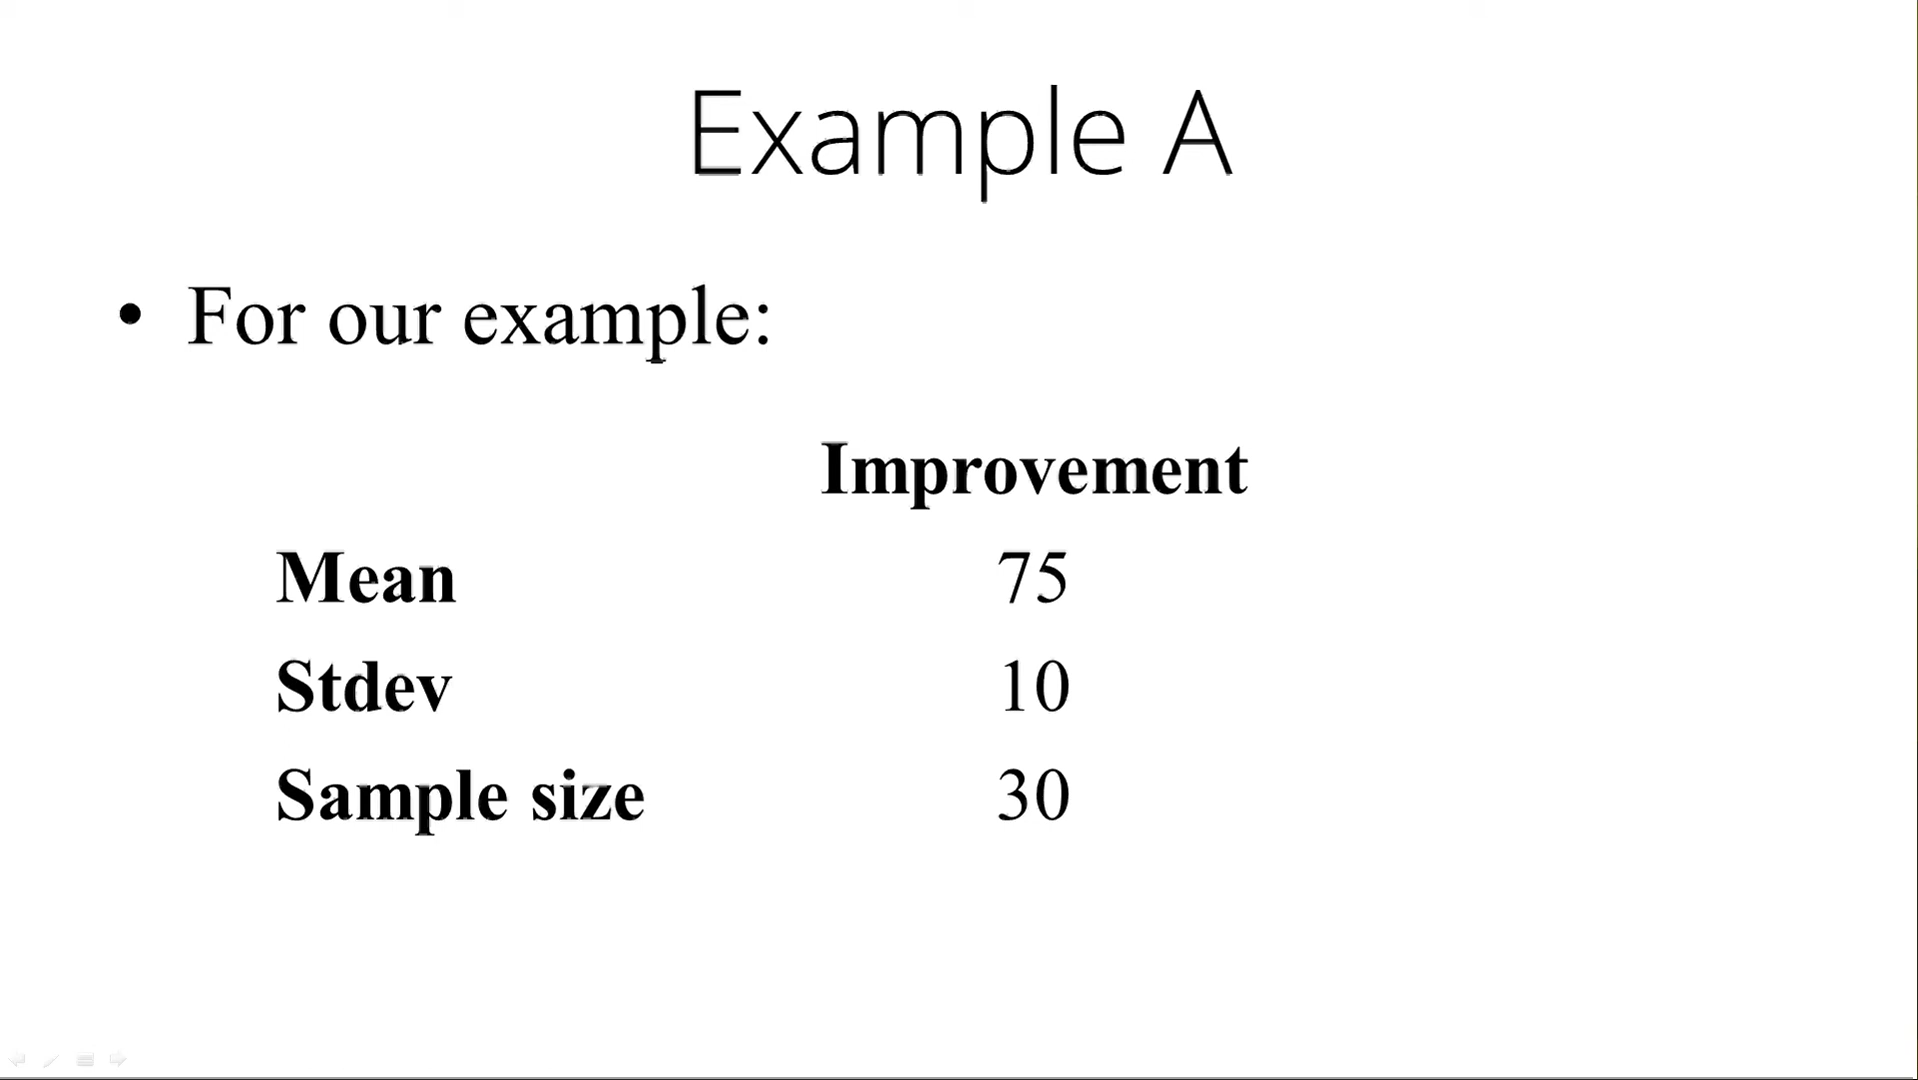 Example A
• For our example:
Improvement
Mean 75
Stdev 10
Sample size 30